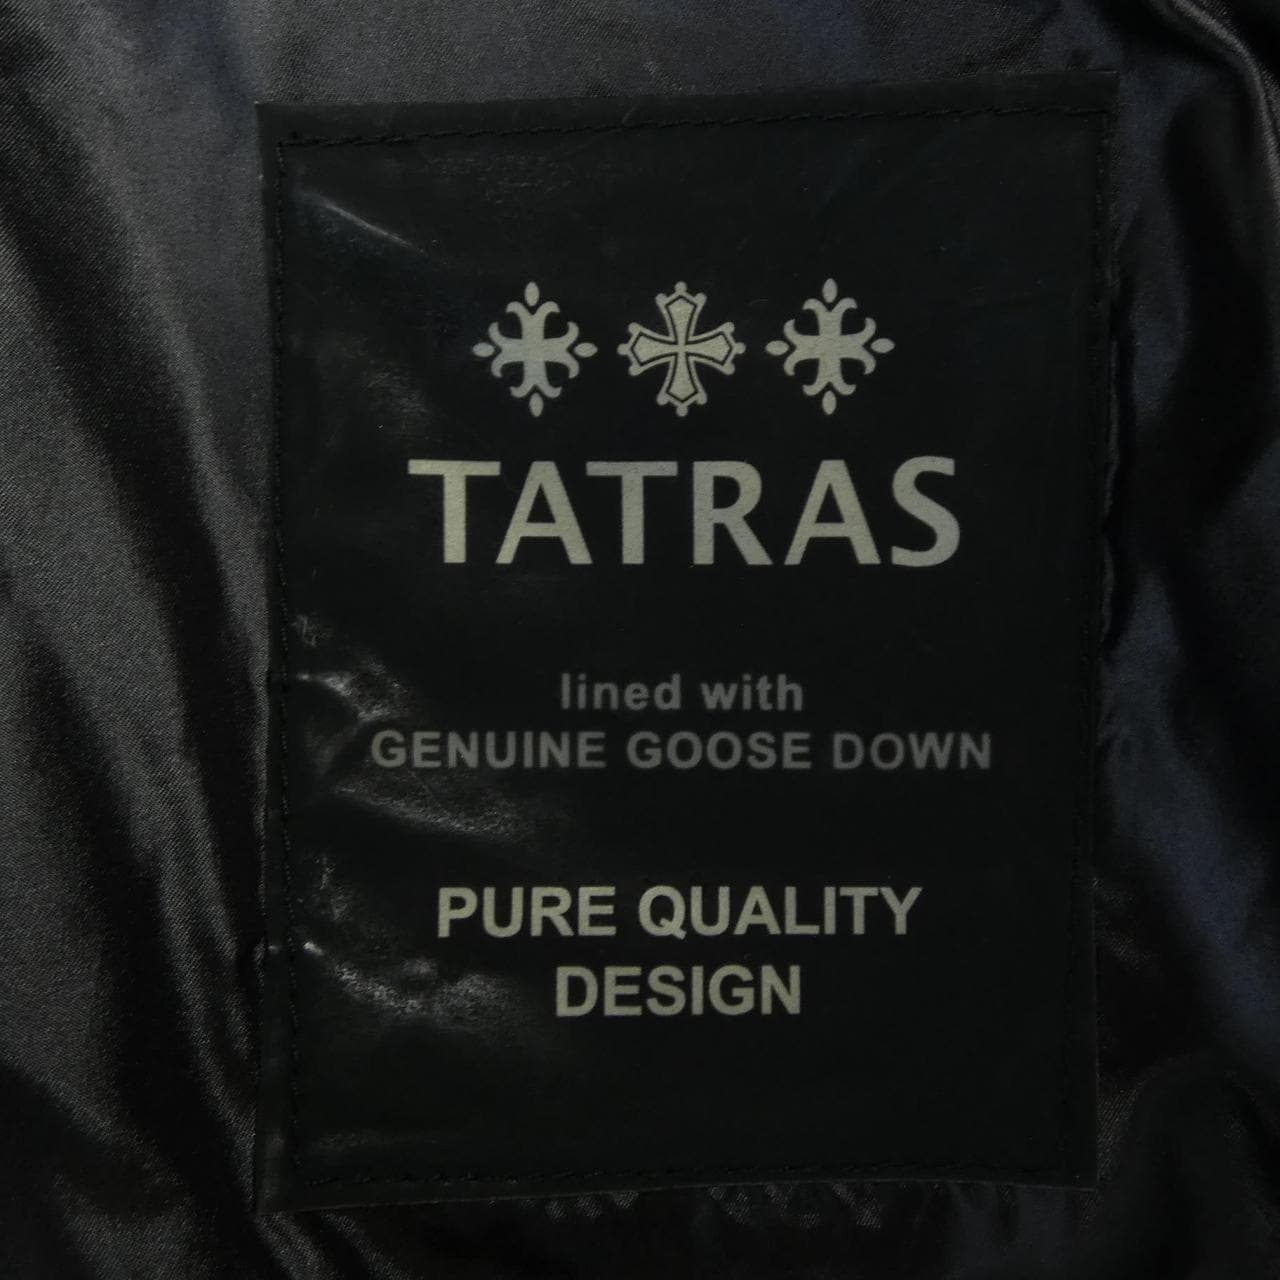 TATRAS
lined with
GENUINE GOOSE DOWN
PURE QUALITY
DESIGN